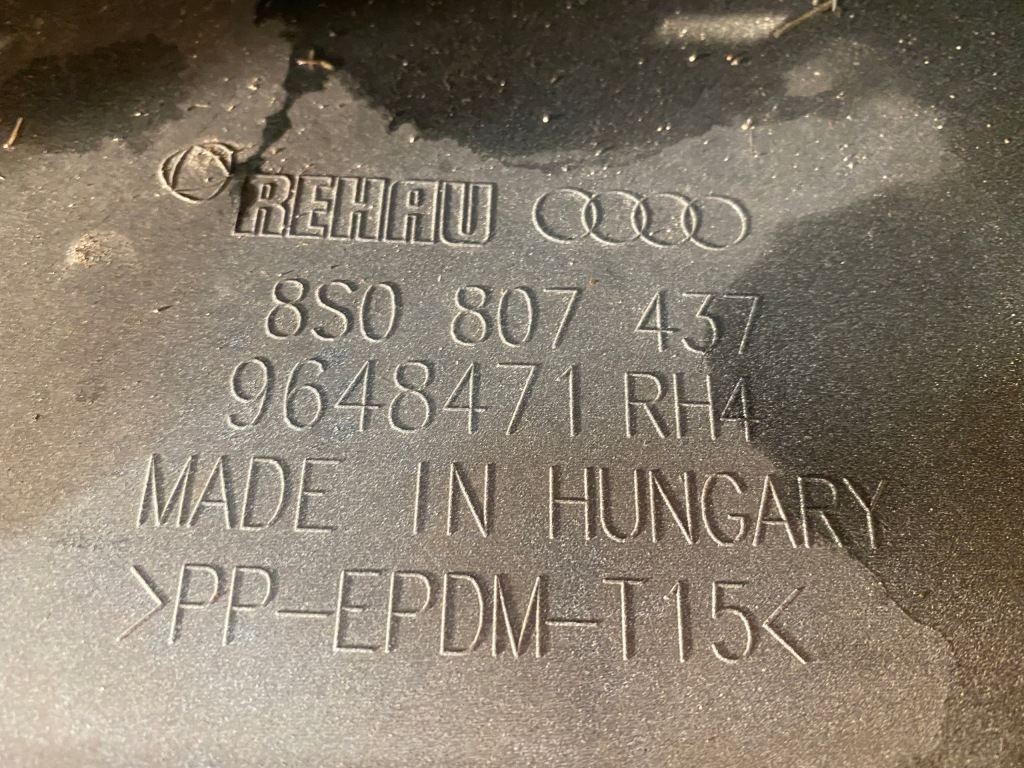 REHAU
8S0 807 437
9648471 RH4
MADE IN HUNGARY
>PP-EPDM-T15<